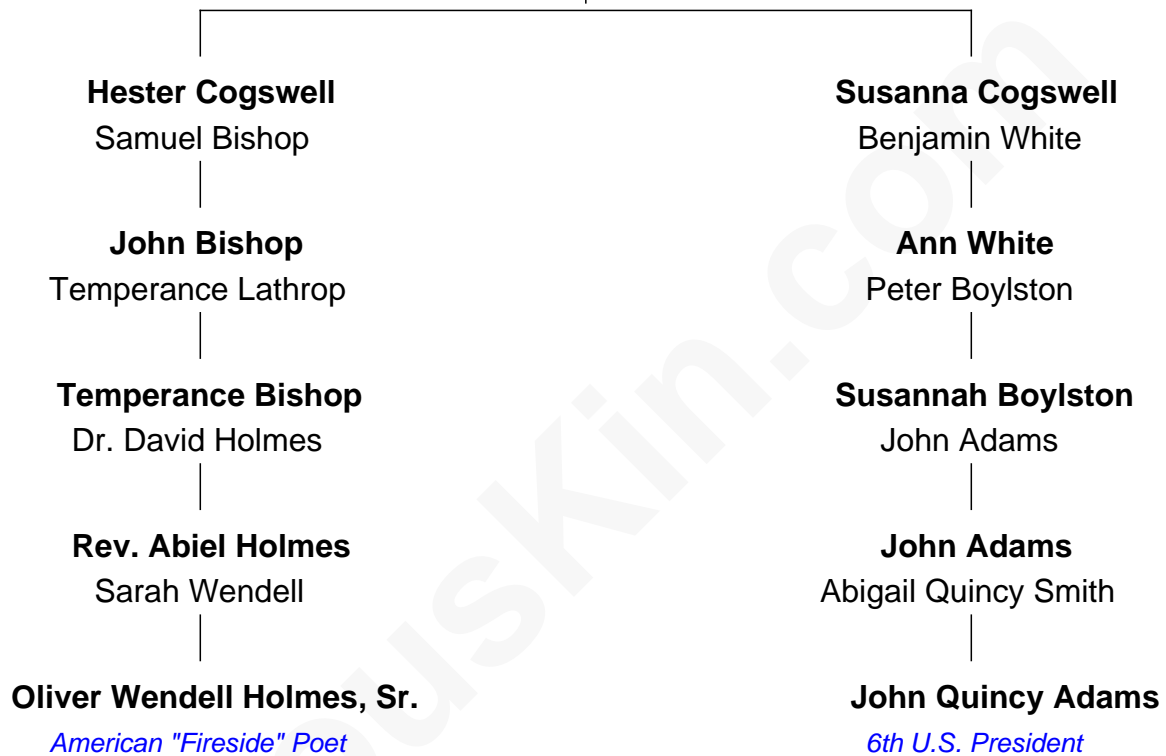 Hester Cogswell
Susanna Cogswell
Samuel Bishop
Benjamin White
John Bishop
Ann White
Temperance Lathrop
Peter Boylston
Temperance Bishop
Susannah Boylston
Dr. David Holmes
John Adams
Rev. Abiel Holmes
John Adams
Sarah Wendell
Abigail Quincy Smith
Oliver Wendell Holmes, Sr.
John Quincy Adams
American "Fireside" Poet
6th U.S. President
ousKin.com